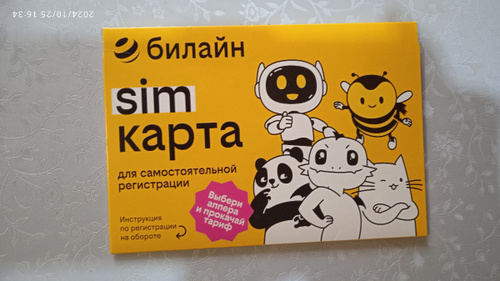 2024/10/25 16:34
билайн
sim
карта
для самостоятельной
регистрации
Выбери
аппера
и прокачай
тариф
Инструкция
по регистрации
на обороте